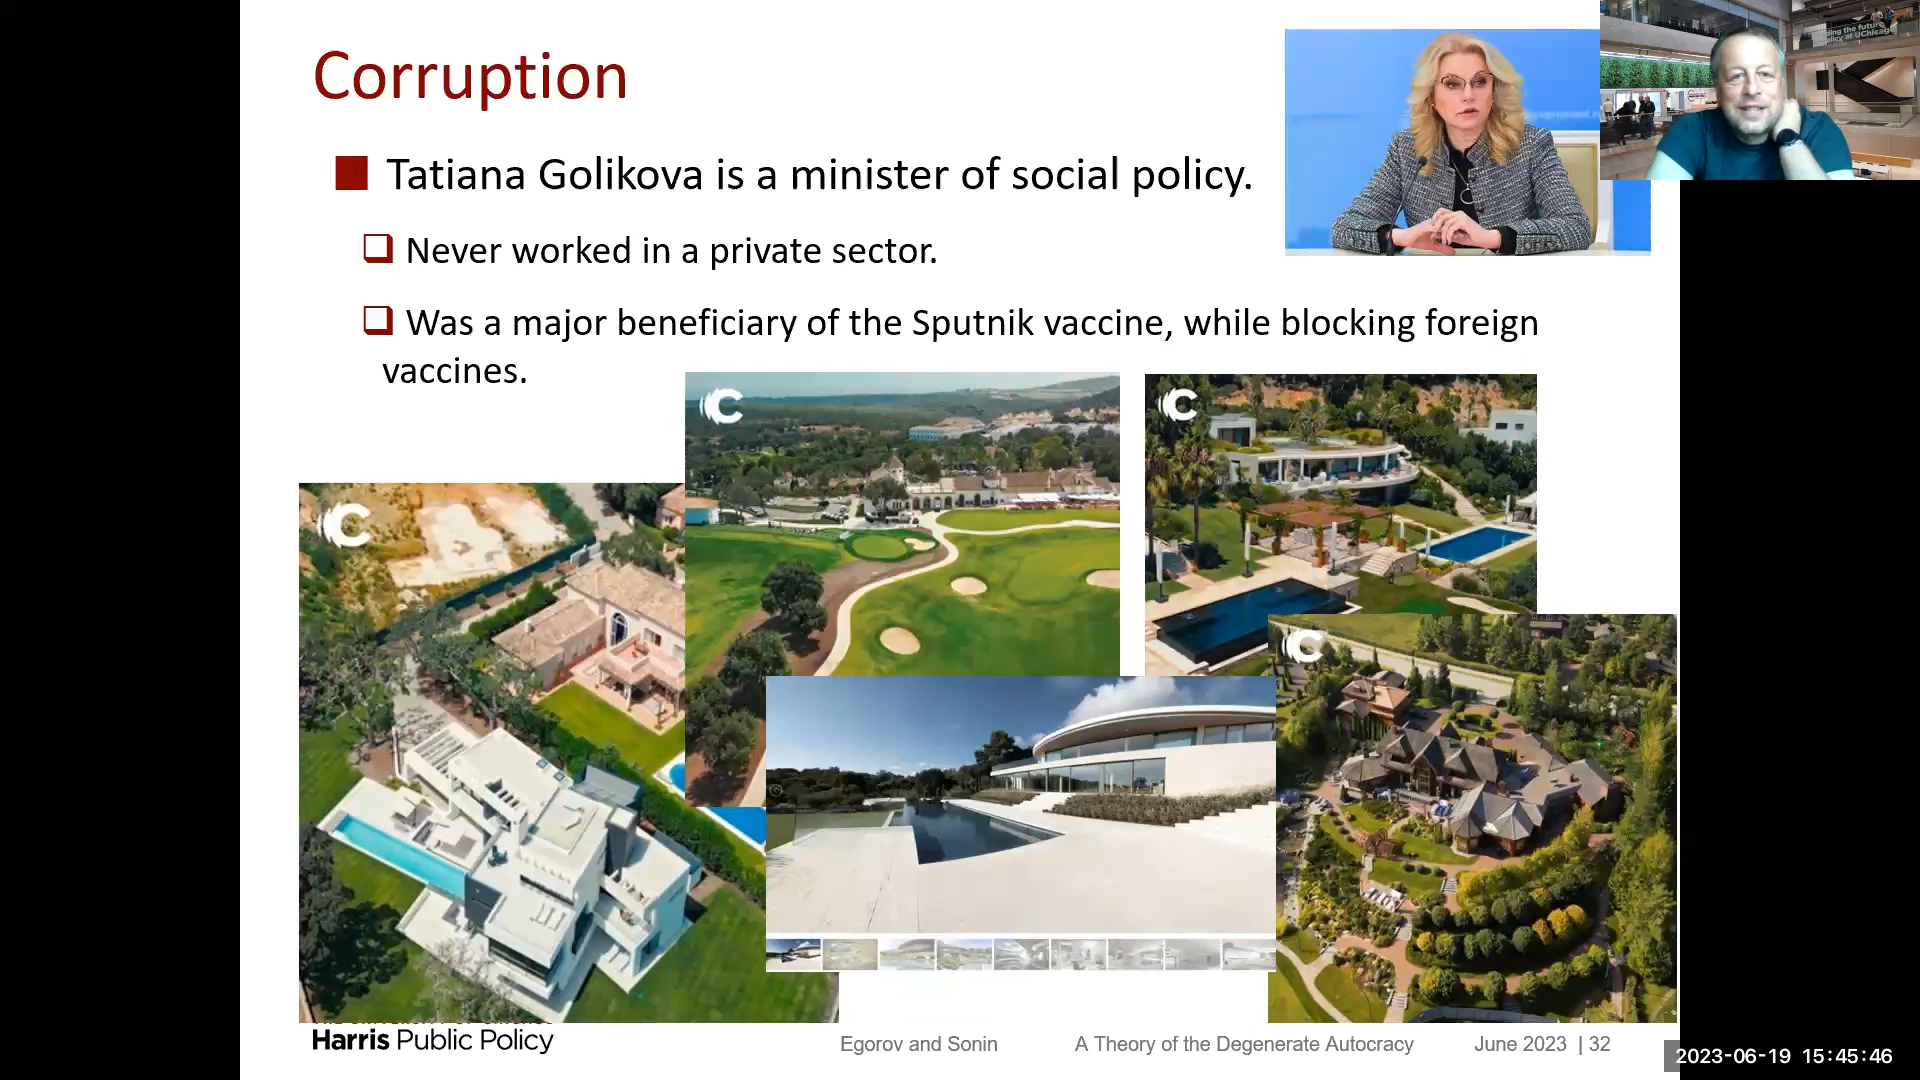 Corruption
Tatiana Golikova is a minister of social policy.
Never worked in a private sector.
Was a major beneficiary of the Sputnik vaccine, while blocking foreign
vaccines.
Harris Public Policy
Egorov and Sonin
A Theory of the Degenerate Autocracy
June 2023 | 32
2023-06-19 15:45:46